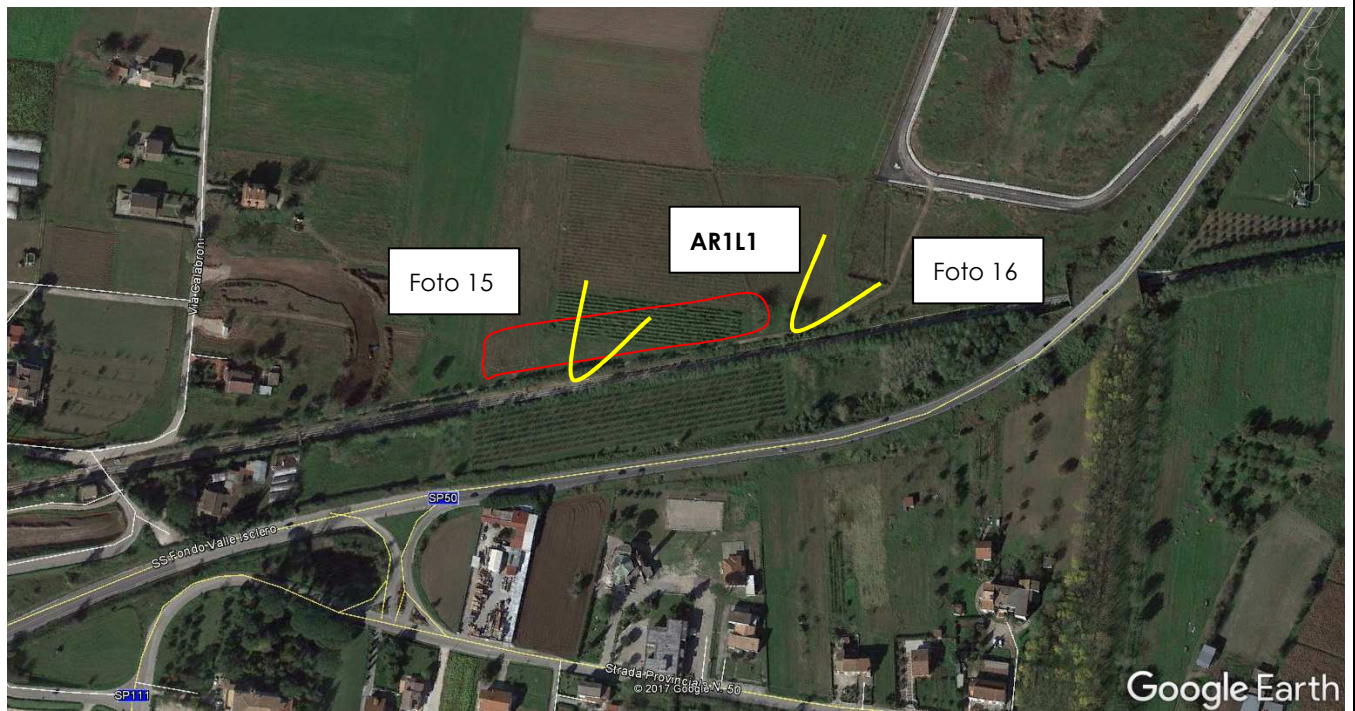 AR1L1
Foto 15
Foto 16
Via Calabroni
SP50
SS Fondo Valle Isclero
Strada Provinciale N. 50
© 2017 Google
SP111
Google Earth